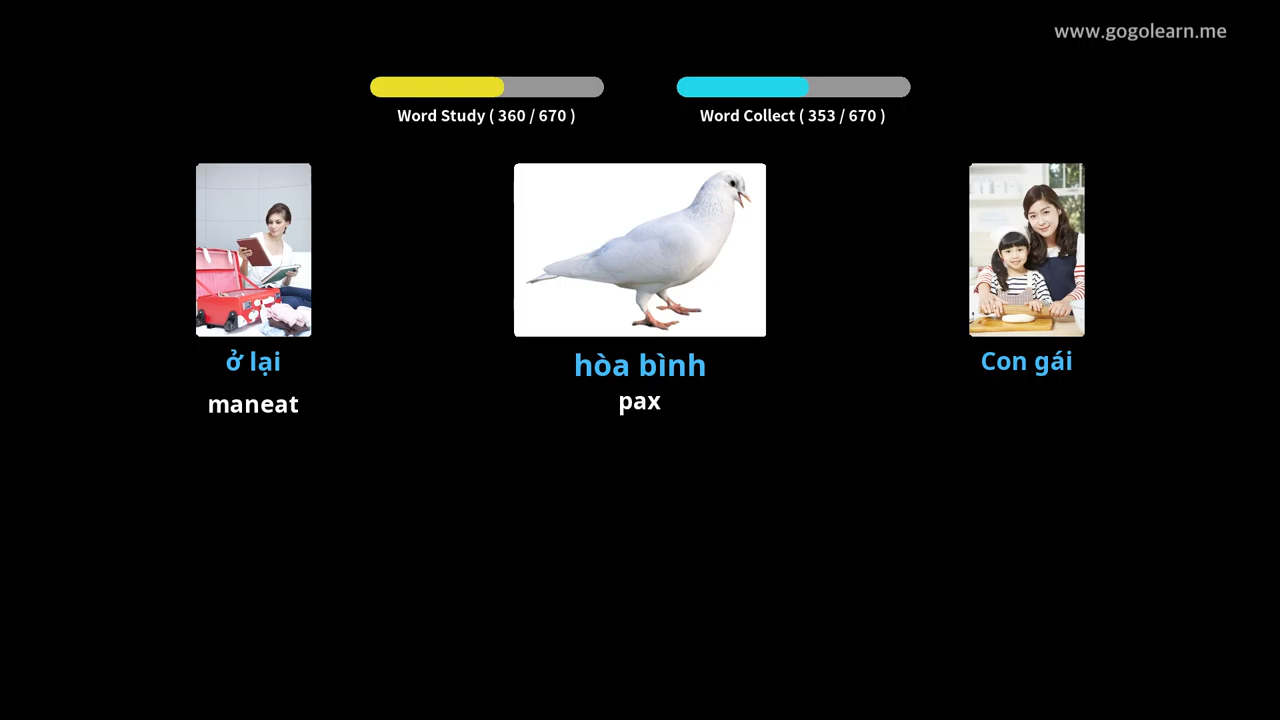 www.gogolearn.me
Word Study ( 360 / 670 )
Word Collect ( 353 / 670 )
ở lại
maneat
hòa bình
pax
Con gái